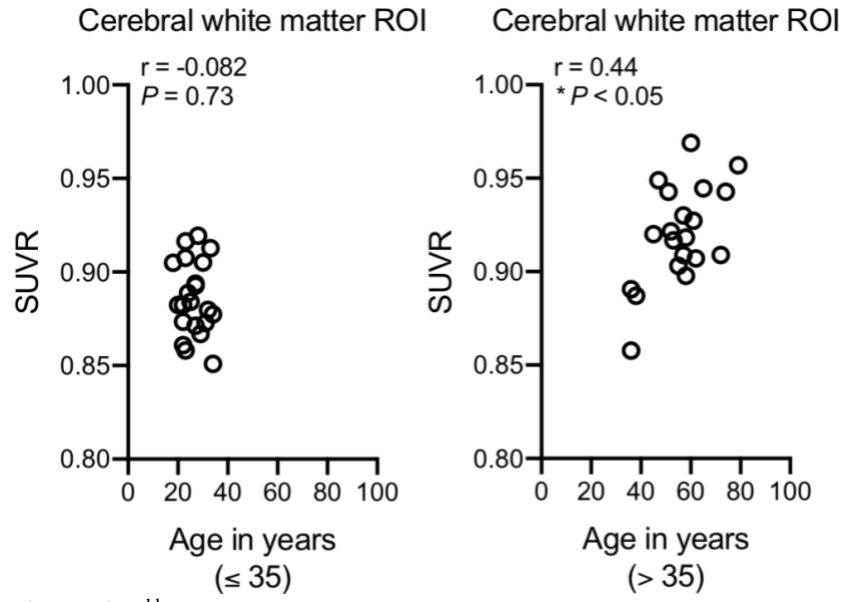 Cerebral white matter ROI
r = -0.082
P = 0.73
1.00
0.95
0.90
0.85
0.80
SUVR
0 20 40 60 80 100
Age in years
(≤ 35)
Cerebral white matter ROI
r = 0.44
* P < 0.05
1.00
0.95
0.90
0.85
0.80
SUVR
0 20 40 60 80 100
Age in years
(> 35)